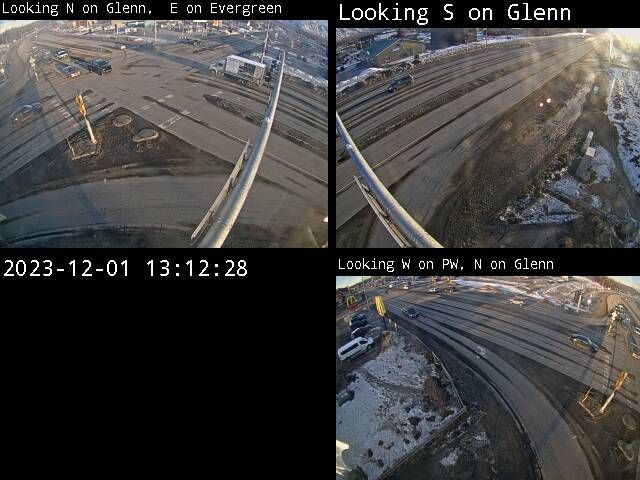 Looking N on Glenn,  E on Evergreen
Looking S on Glenn
2023-12-01 13:12:28
Looking W on PW, N on Glenn